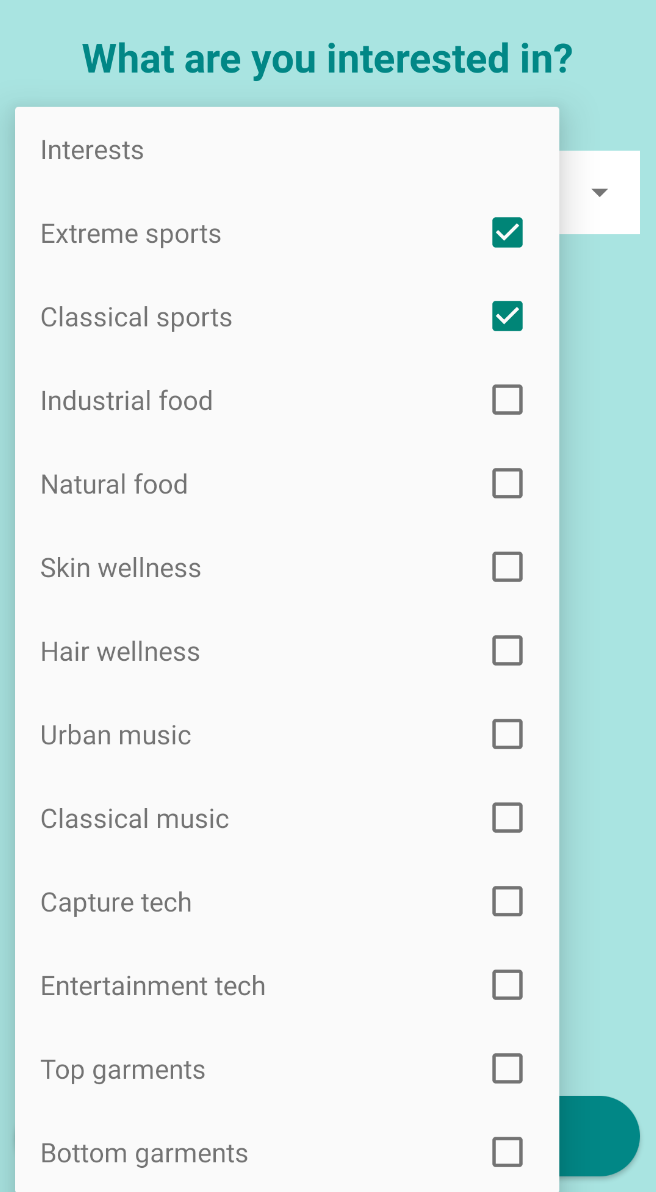 What are you interested in?
Interests
Extreme sports
Classical sports
Industrial food
Natural food
Skin wellness
Hair wellness
Urban music
Classical music
Capture tech
Entertainment tech
Top garments
Bottom garments